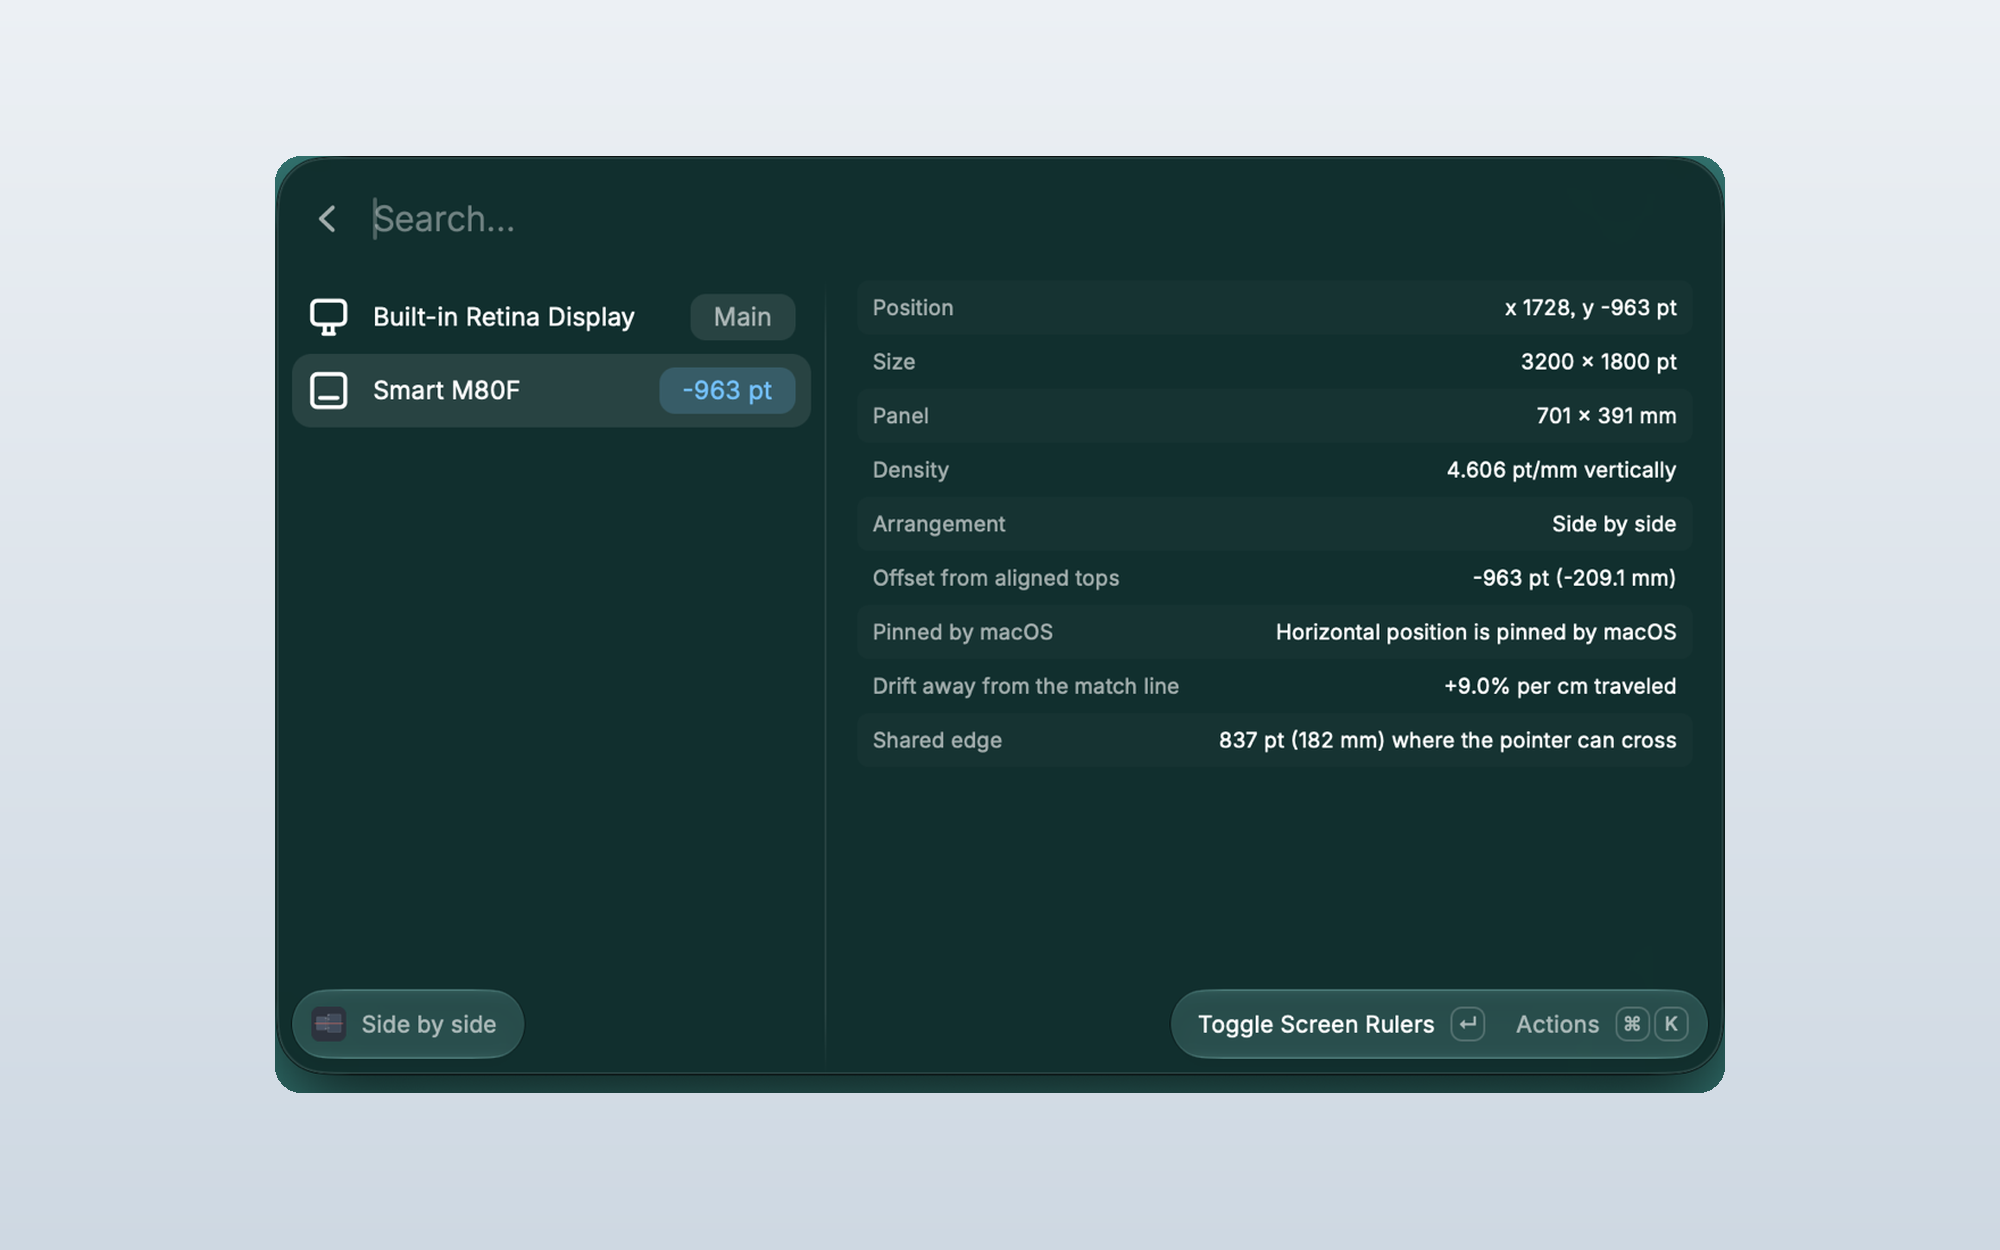 Search...
Built-in Retina Display Main
Smart M80F -963 pt
Position x 1728, y -963 pt
Size 3200 × 1800 pt
Panel 701 × 391 mm
Density 4.606 pt/mm vertically
Arrangement Side by side
Offset from aligned tops -963 pt (-209.1 mm)
Pinned by macOS Horizontal position is pinned by macOS
Drift away from the match line +9.0% per cm traveled
Shared edge 837 pt (182 mm) where the pointer can cross
Side by side
Toggle Screen Rulers ↵ Actions ⌘ K